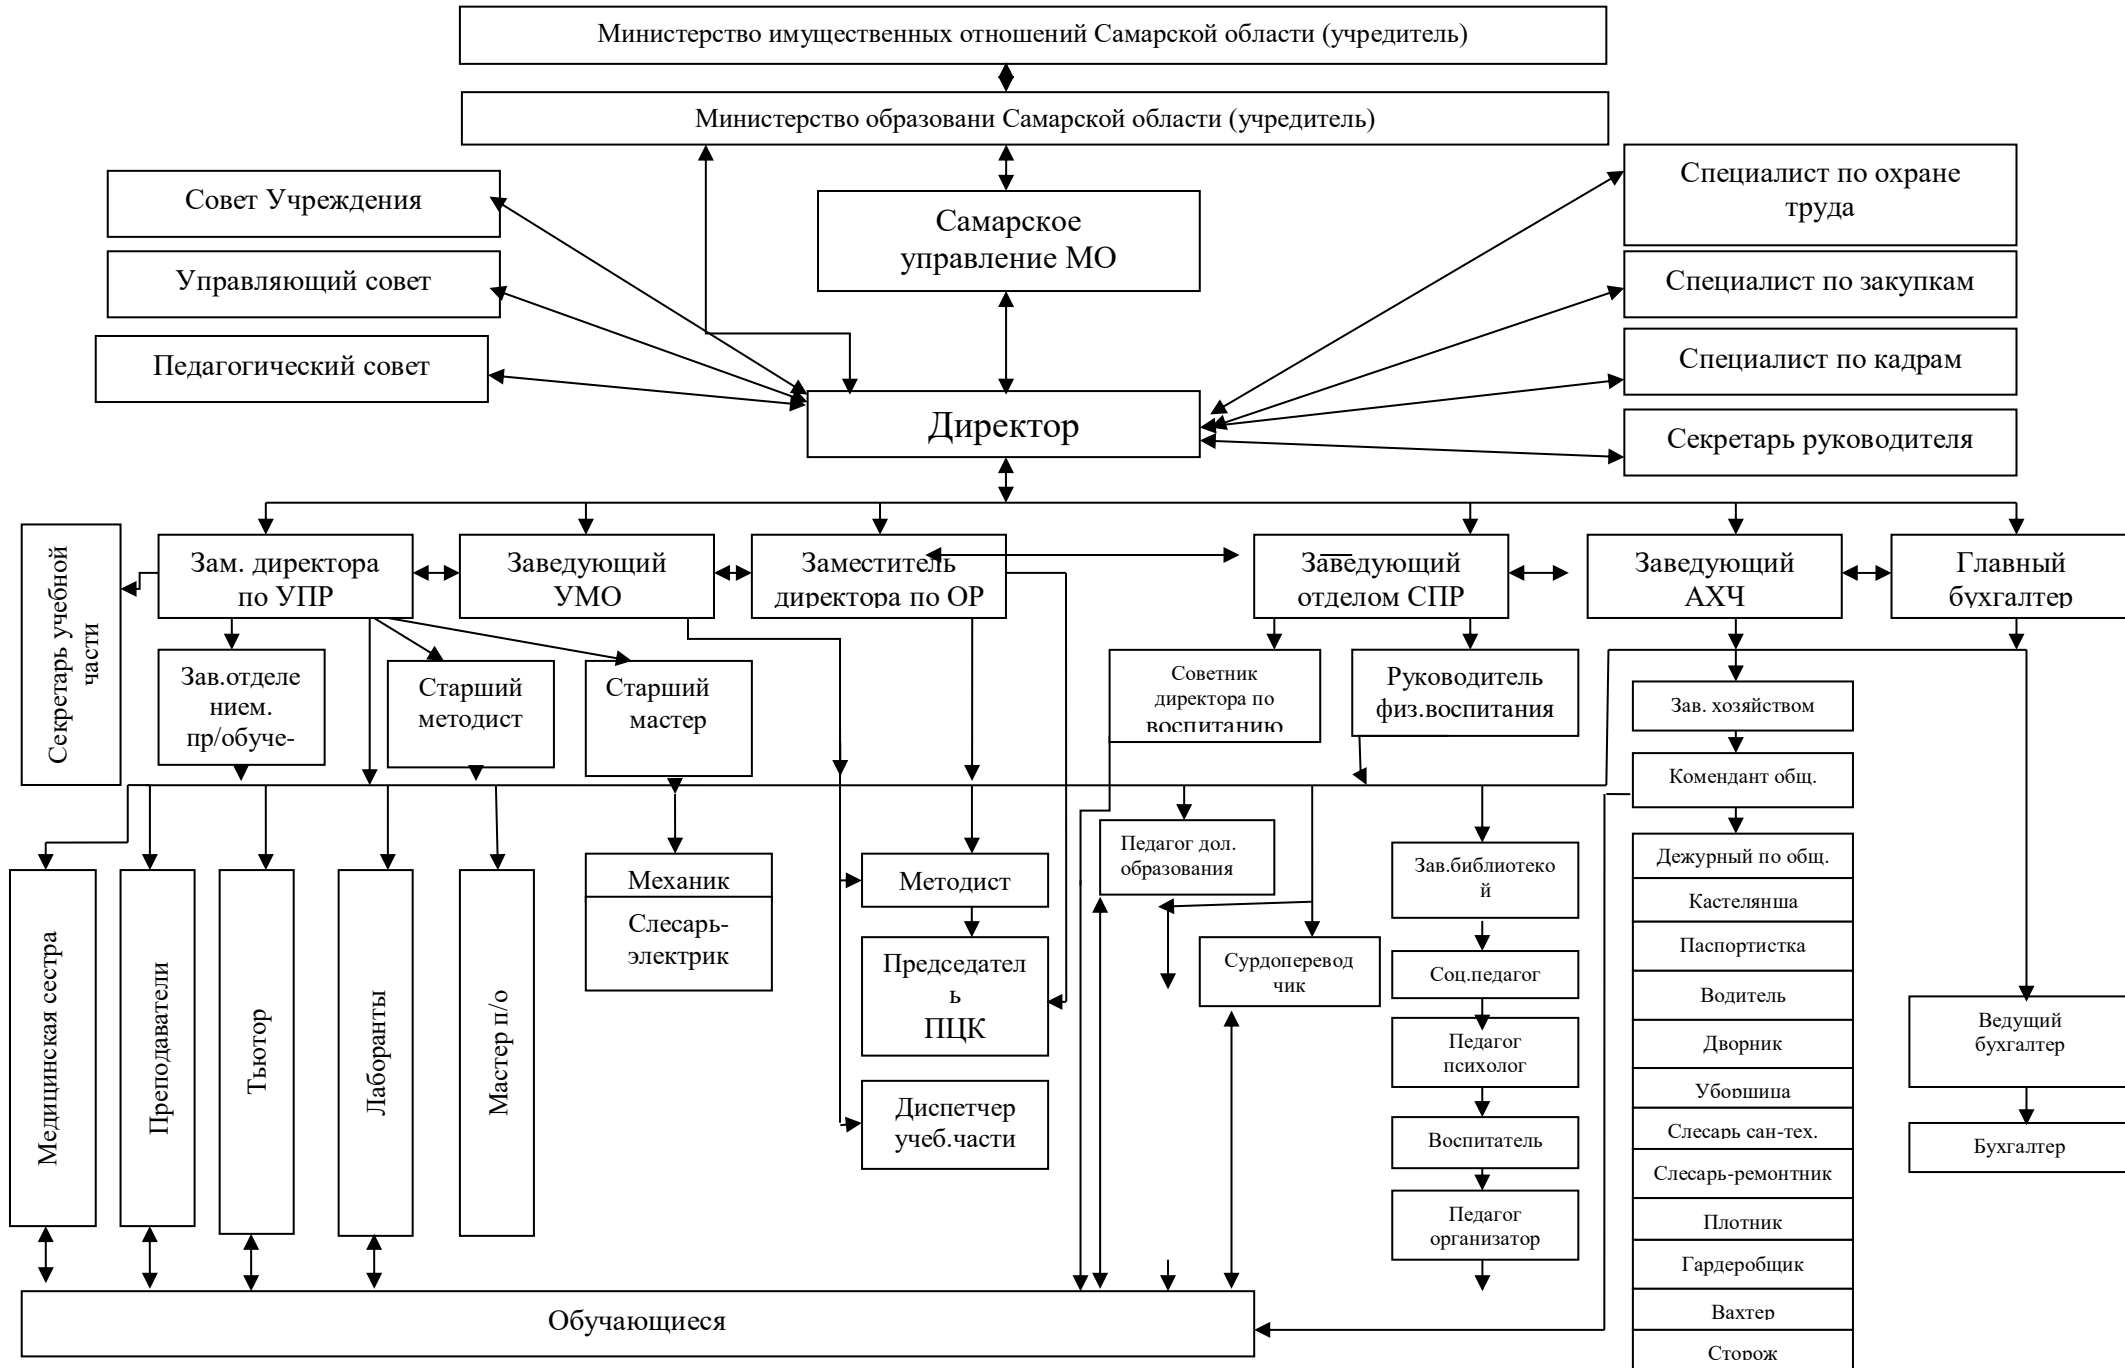 Министерство имущественных отношений Самарской области (учредитель)
Министерство образовани Самарской области (учредитель)
Совет Учреждения
Управляющий совет
Педагогический совет
Самарское
управление МО
Специалист по охране
труда
Специалист по закупкам
Специалист по кадрам
Секретарь руководителя
Директор
Секретарь учебной
части
Зам. директора
по УПР
Заведующий
УМО
Заместитель
директора по ОР
Заведующий
отделом СПР
Заведующий
АХЧ
Главный
бухгалтер
Зав.отделе
нием.
пр/обуче-
Старший
методист
Старший
мастер
Советник
директора по
воспитанию
Руководитель
физ.воспитания
Зав. хозяйством
Комендант общ.
Медицинская сестра
Преподаватели
Тьютор
Лаборанты
Мастер п/о
Механик
Слесарь-
электрик
Методист
Председател
ь
ПЦК
Диспетчер
учеб.части
Педагог дол.
образования
Сурдоперевод
чик
Зав.библиотеко
й
Соц.педагог
Педагог
психолог
Воспитатель
Педагог
организатор
Дежурный по общ.
Кастелянша
Паспортистка
Водитель
Дворник
Уборщица
Слесарь сан-тех.
Слесарь-ремонтник
Плотник
Гардеробщик
Вахтер
Сторож
Ведущий
бухгалтер
Бухгалтер
Обучающиеся